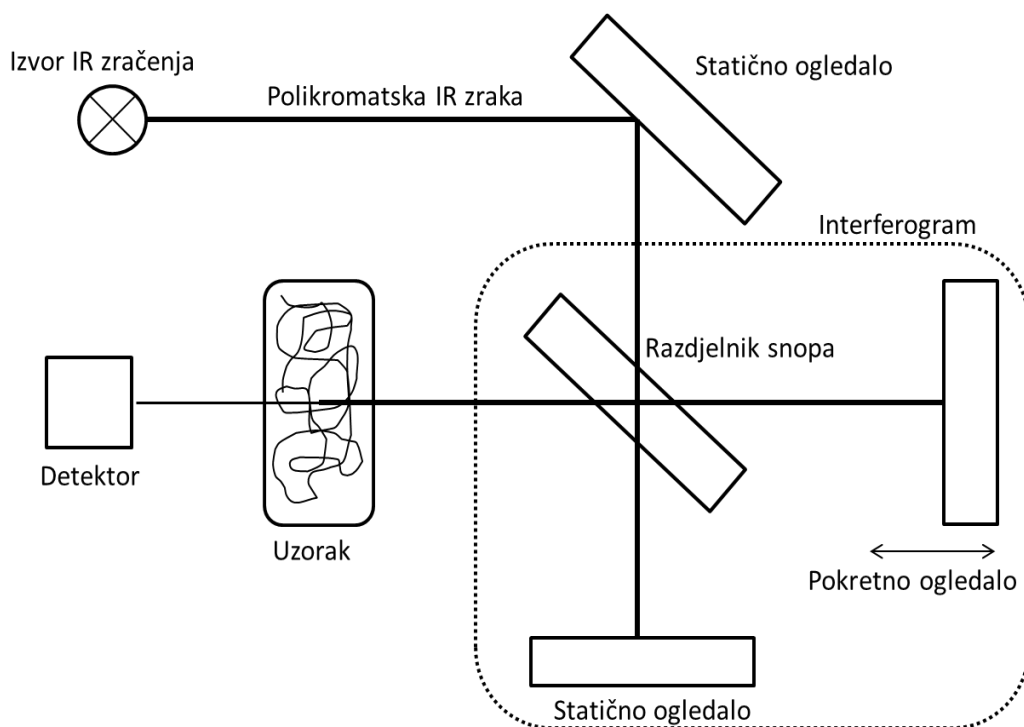 Izvor IR zračenja
Statično ogledalo
Polikromatska IR zraka
Interferogram
Razdjelnik snopa
Detektor
Uzorak
Pokretno ogledalo
Statično ogledalo